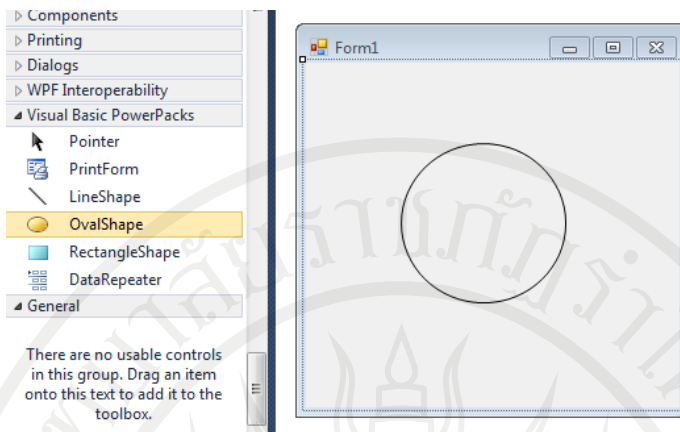 Components
Printing
Dialogs
WPF Interoperability
Visual Basic PowerPacks
Pointer
PrintForm
LineShape
OvalShape
RectangleShape
DataRepeater
General
There are no usable controls
in this group. Drag an item
onto this text to add it to the
toolbox.
Form1